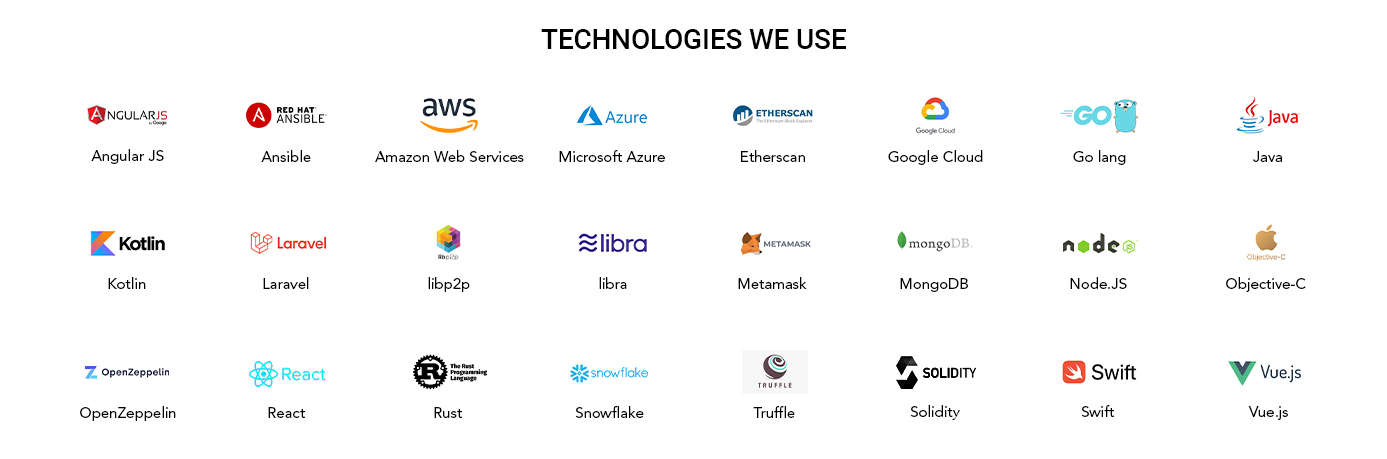 TECHNOLOGIES WE USE
ANGULARJS
by Google
RED HAT
ANSIBLE
aws
Azure
ETHERSCAN
The Ethereum Block Explorer
Google Cloud
GO
Java
Angular JS
Ansible
Amazon Web Services
Microsoft Azure
Etherscan
Google Cloud
Go lang
Java
Kotlin
Laravel
libp2p
libra
METAMASK
mongoDB.
node
JS
Objective-C
Kotlin
Laravel
libp2p
libra
Metamask
MongoDB
Node.JS
Objective-C
OpenZeppelin
React
R
The Rust
Programming
Language
snowflake
TRUFFLE
SOLIDITY
Swift
Vue.js
OpenZeppelin
React
Rust
Snowflake
Truffle
Solidity
Swift
Vue.js